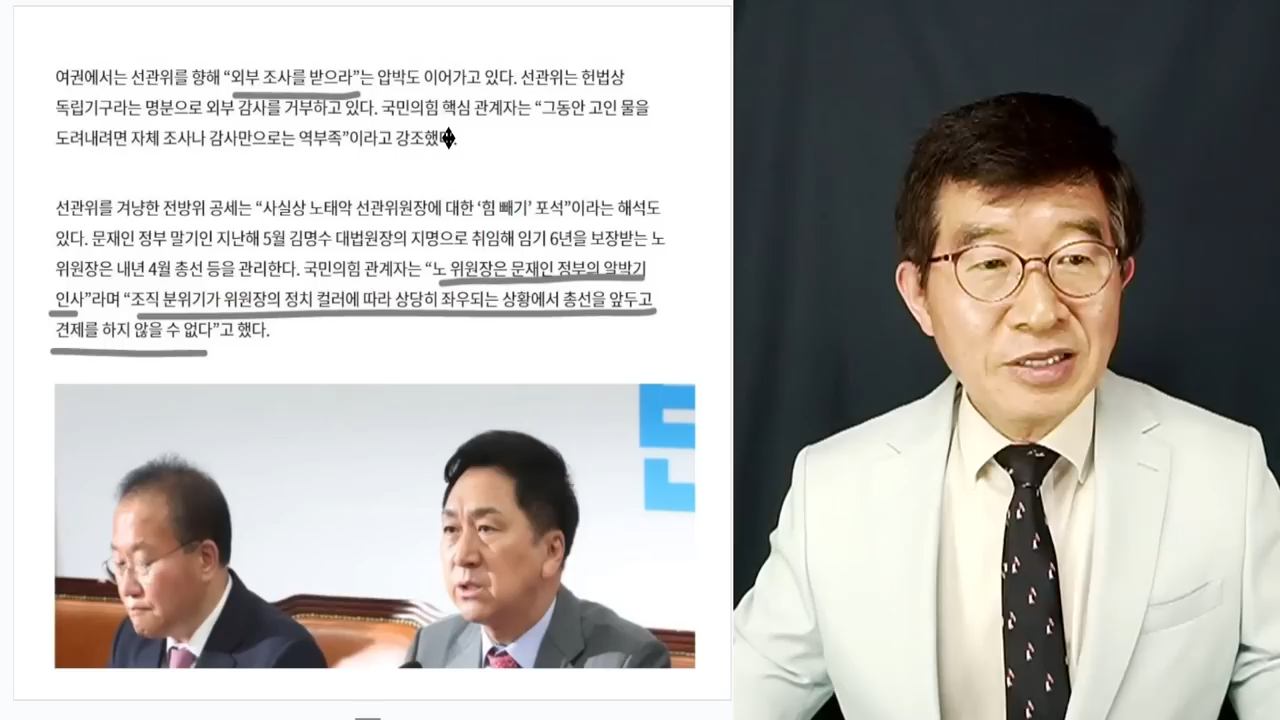 여권에서는 선관위를 향해 “외부 조사를 받으라”는 압박도 이어가고 있다. 선관위는 헌법상
독립기구라는 명분으로 외부 감사를 거부하고 있다. 국민의힘 핵심 관계자는 “그동안 고인 물을
도려내려면 자체 조사나 감사만으로는 역부족”이라고 강조했다.
선관위를 겨냥한 전방위 공세는 “사실상 노태악 선관위원장에 대한 ‘힘 빼기’ 포석”이라는 해석도
있다. 문재인 정부 말기인 지난해 5월 김명수 대법원장의 지명으로 취임해 임기 6년을 보장받는 노
위원장은 내년 4월 총선 등을 관리한다. 국민의힘 관계자는 “노 위원장은 문재인 정부의 알박기
인사”라며 “조직 분위기가 위원장의 정치 컬러에 따라 상당히 좌우되는 상황에서 총선을 앞두고
견제를 하지 않을 수 없다”고 했다.